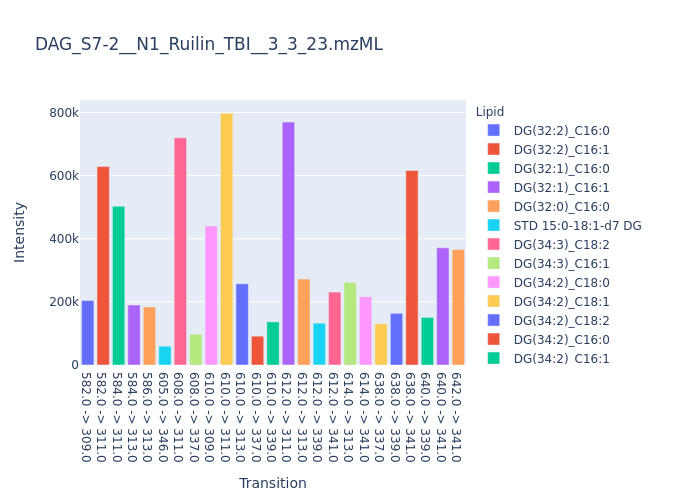 DAG_S7-2__N1_Ruilin_TBI__3_3_23.mzML
Intensity
800k
600k
400k
200k
0
582.0 -> 309.0
582.0 -> 311.0
584.0 -> 311.0
584.0 -> 313.0
586.0 -> 313.0
605.0 -> 346.0
608.0 -> 311.0
608.0 -> 337.0
610.0 -> 309.0
610.0 -> 311.0
610.0 -> 313.0
610.0 -> 337.0
610.0 -> 339.0
612.0 -> 311.0
612.0 -> 313.0
612.0 -> 339.0
612.0 -> 313.0
614.0 -> 313.0
614.0 -> 341.0
638.0 -> 337.0
638.0 -> 339.0
638.0 -> 341.0
640.0 -> 339.0
640.0 -> 341.0
642.0 -> 341.0
Transition
Lipid
DG(32:2)_C16:0
DG(32:2)_C16:1
DG(32:1)_C16:0
DG(32:1)_C16:1
DG(32:0)_C16:0
STD 15:0-18:1-d7 DG
DG(34:3)_C18:2
DG(34:3)_C16:1
DG(34:2)_C18:0
DG(34:2)_C18:1
DG(34:2)_C18:2
DG(34:2)_C16:0
DG(34:2)_C16:1